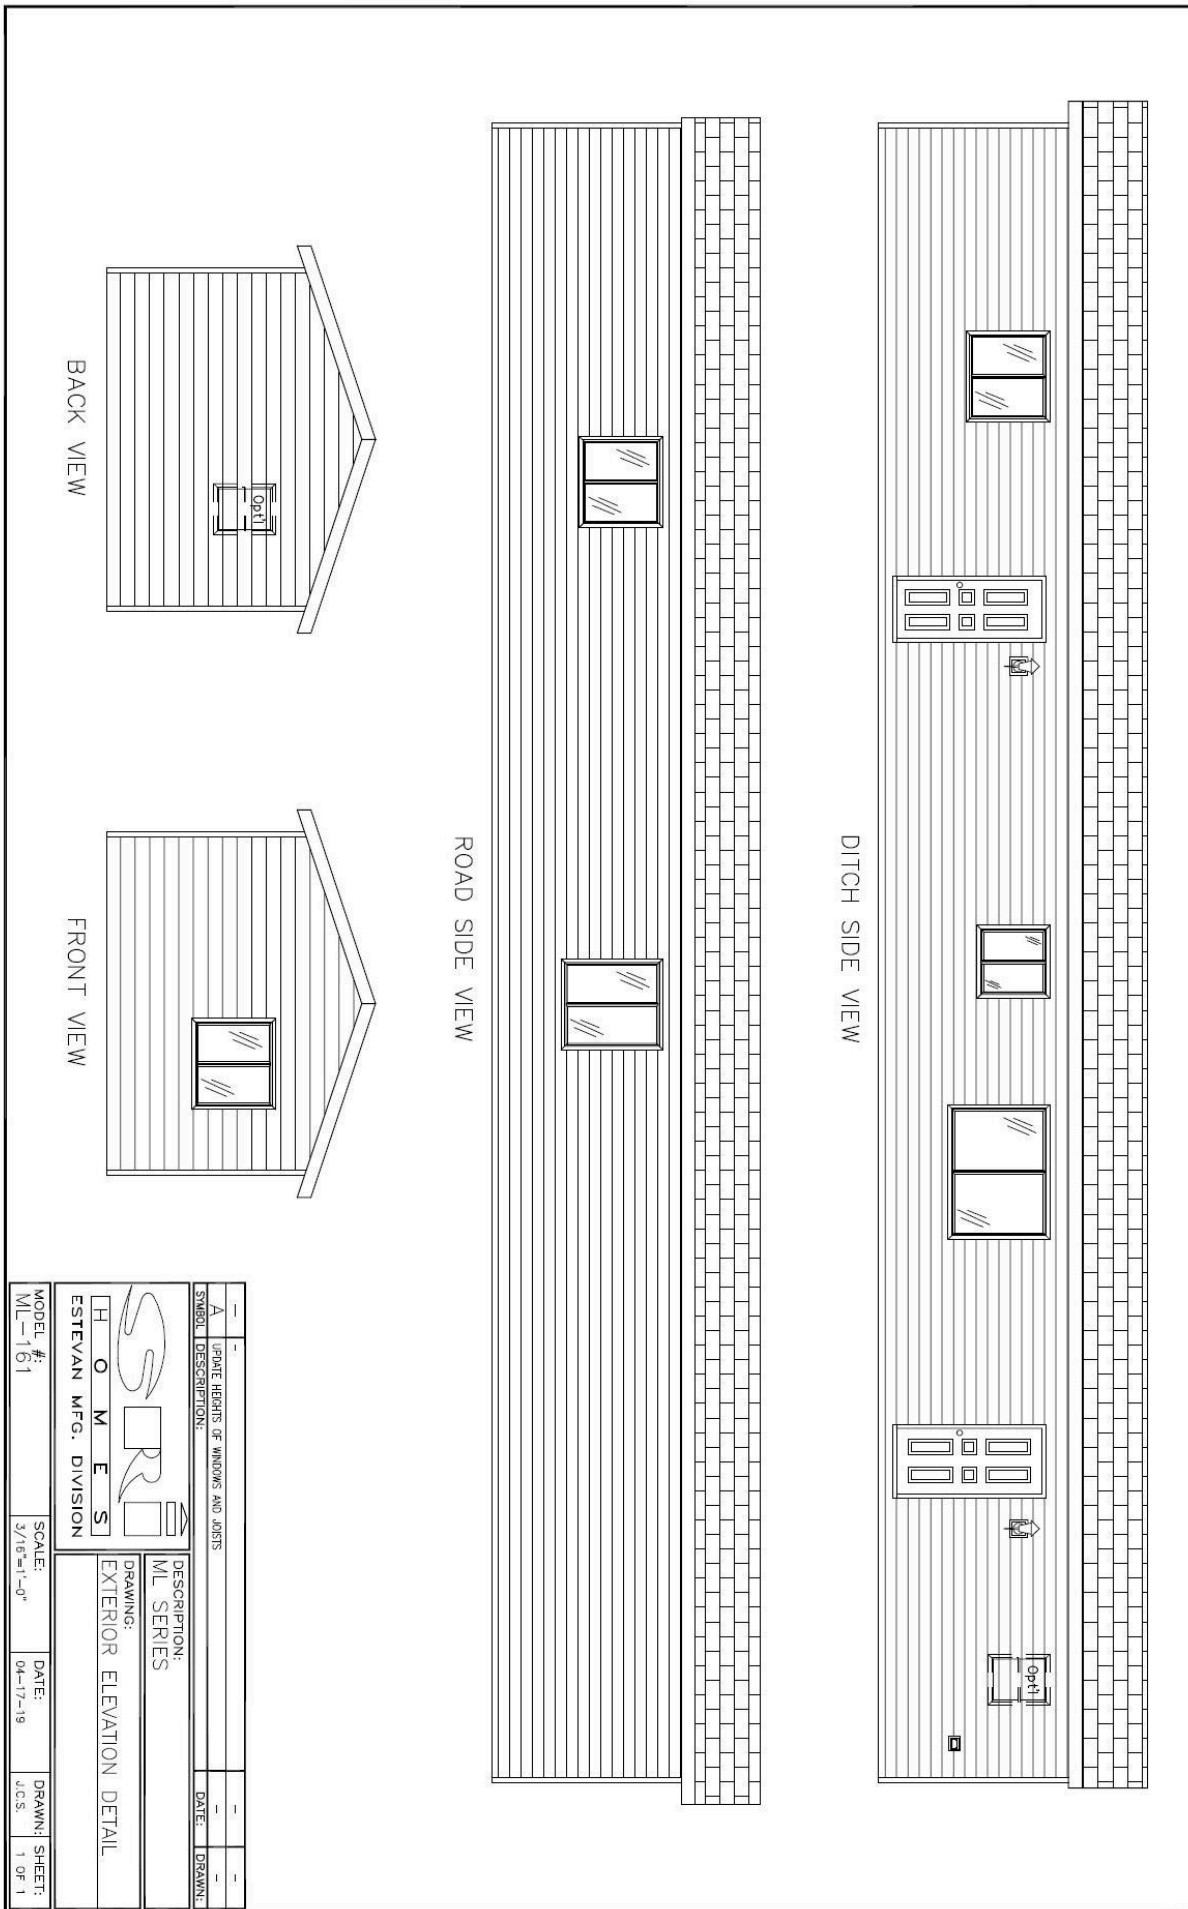 DITCH SIDE VIEW
Opt'l
ROAD SIDE VIEW
BACK VIEW
Opt'l
FRONT VIEW
- - - -
A UPDATE HEIGHTS OF WINDOWS AND JOISTS - -
SYMBOL DESCRIPTION: DATE: DRAWN:
SRI
HOMES
ESTEVAN MFG. DIVISION
DESCRIPTION:
ML SERIES
DRAWING:
EXTERIOR ELEVATION DETAIL
MODEL #:
ML-161
SCALE:
3/16"=1'-0"
DATE:
04-17-19
DRAWN:
J.C.S.
SHEET:
1 OF 1